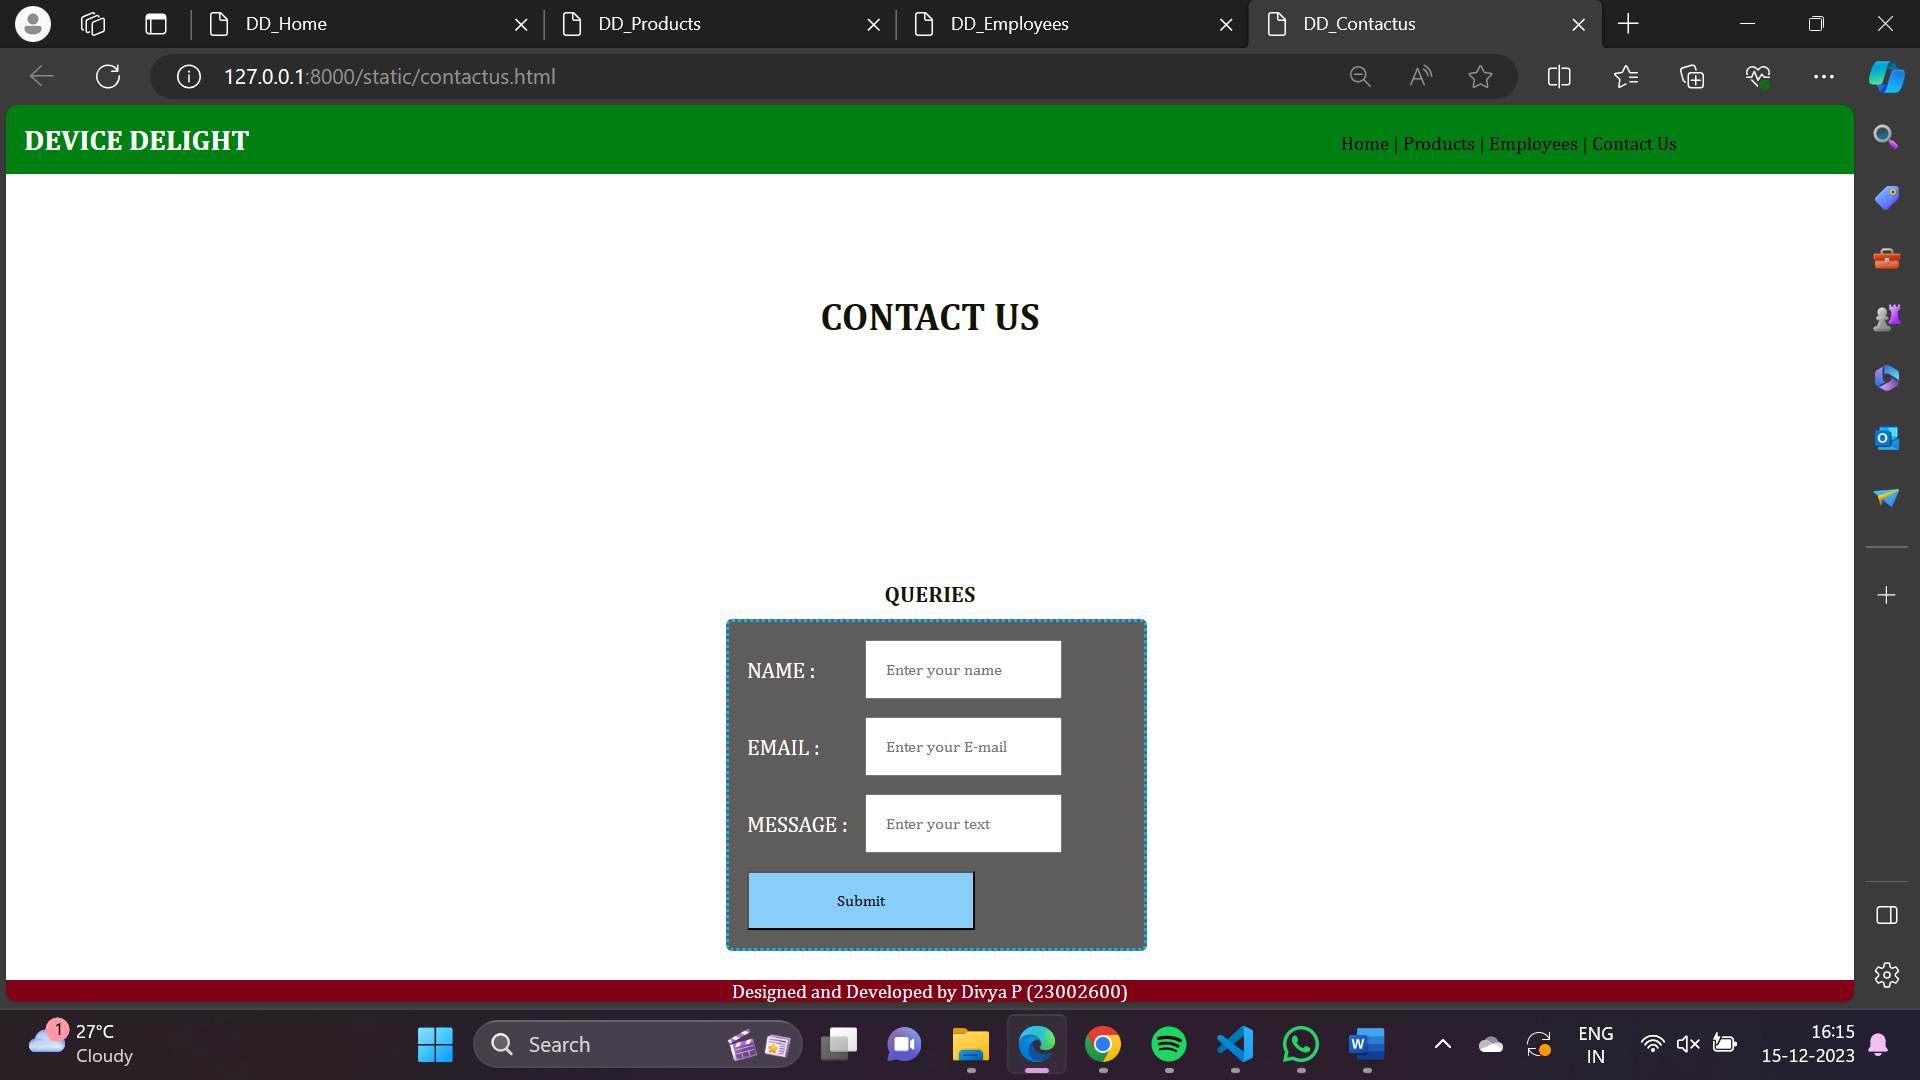 DD_Home
DD_Products
DD_Employees
DD_Contactus
127.0.0.1:8000/static/contactus.html
DEVICE DELIGHT
Home | Products | Employees | Contact Us
CONTACT US
QUERIES
NAME :
Enter your name
EMAIL :
Enter your E-mail
MESSAGE :
Enter your text
Submit
Designed and Developed by Divya P (23002600)
1
27°C
Cloudy
Search
W
ENG
IN
16:15
15-12-2023